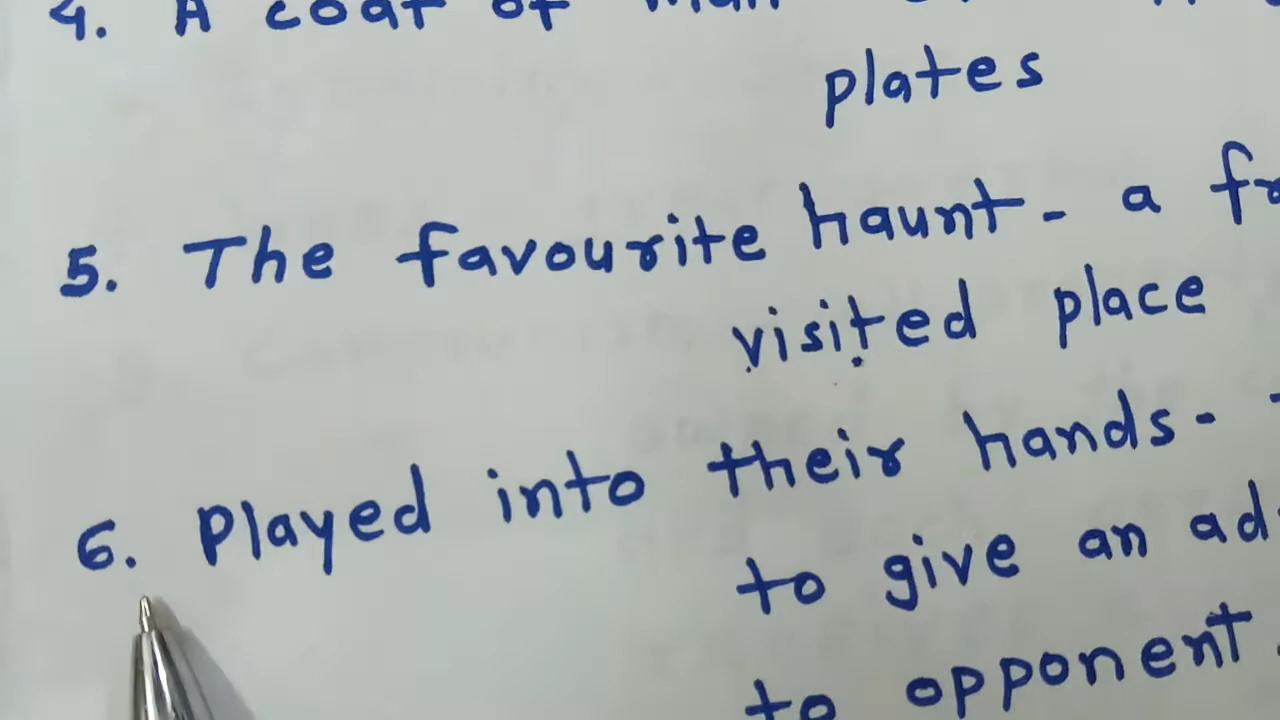 4. A coat of
plates
5. The favourite haunt - a
visited place
6. Played into their hands -
to give an
to opponent.